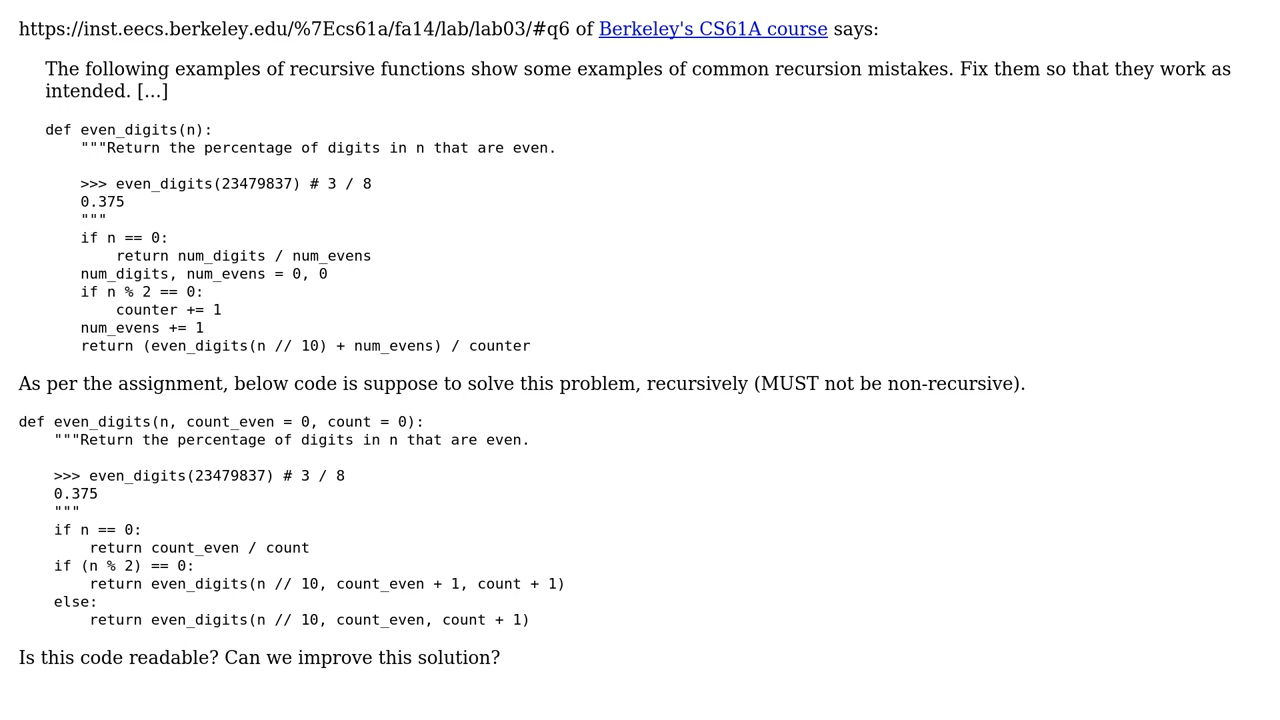 https://inst.eecs.berkeley.edu/%7Ecs61a/fa14/lab/lab03/#q6 of Berkeley's CS61A course says:
The following examples of recursive functions show some examples of common recursion mistakes. Fix them so that they work as
intended. [...]
def even_digits(n):
    """Return the percentage of digits in n that are even.

    >>> even_digits(23479837) # 3 / 8
    0.375
    """
    if n == 0:
        return num_digits / num_evens
    num_digits, num_evens = 0, 0
    if n % 2 == 0:
        counter += 1
    num_evens += 1
    return (even_digits(n // 10) + num_evens) / counter
As per the assignment, below code is suppose to solve this problem, recursively (MUST not be non-recursive).
def even_digits(n, count_even = 0, count = 0):
    """Return the percentage of digits in n that are even.

    >>> even_digits(23479837) # 3 / 8
    0.375
    """
    if n == 0:
        return count_even / count
    if (n % 2) == 0:
        return even_digits(n // 10, count_even + 1, count + 1)
    else:
        return even_digits(n // 10, count_even, count + 1)
Is this code readable? Can we improve this solution?